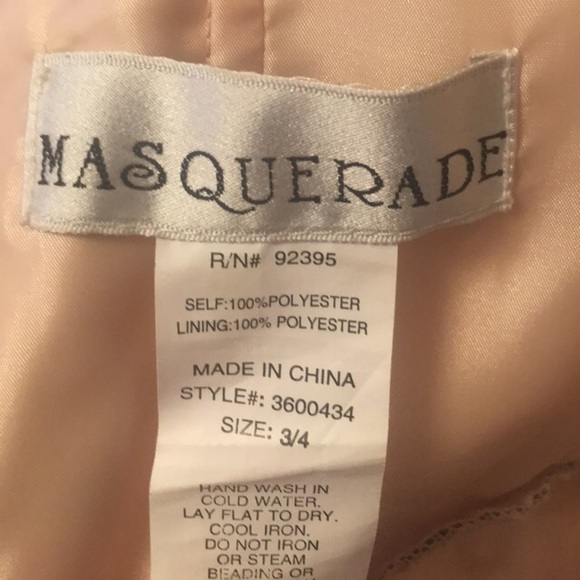 MASQUERADE
R/N# 92395
SELF:100%POLYESTER
LINING:100% POLYESTER
MADE IN CHINA
STYLE#: 3600434
SIZE: 3/4
HAND WASH IN
COLD WATER.
LAY FLAT TO DRY.
COOL IRON.
DO NOT IRON
OR STEAM
BEADING OR